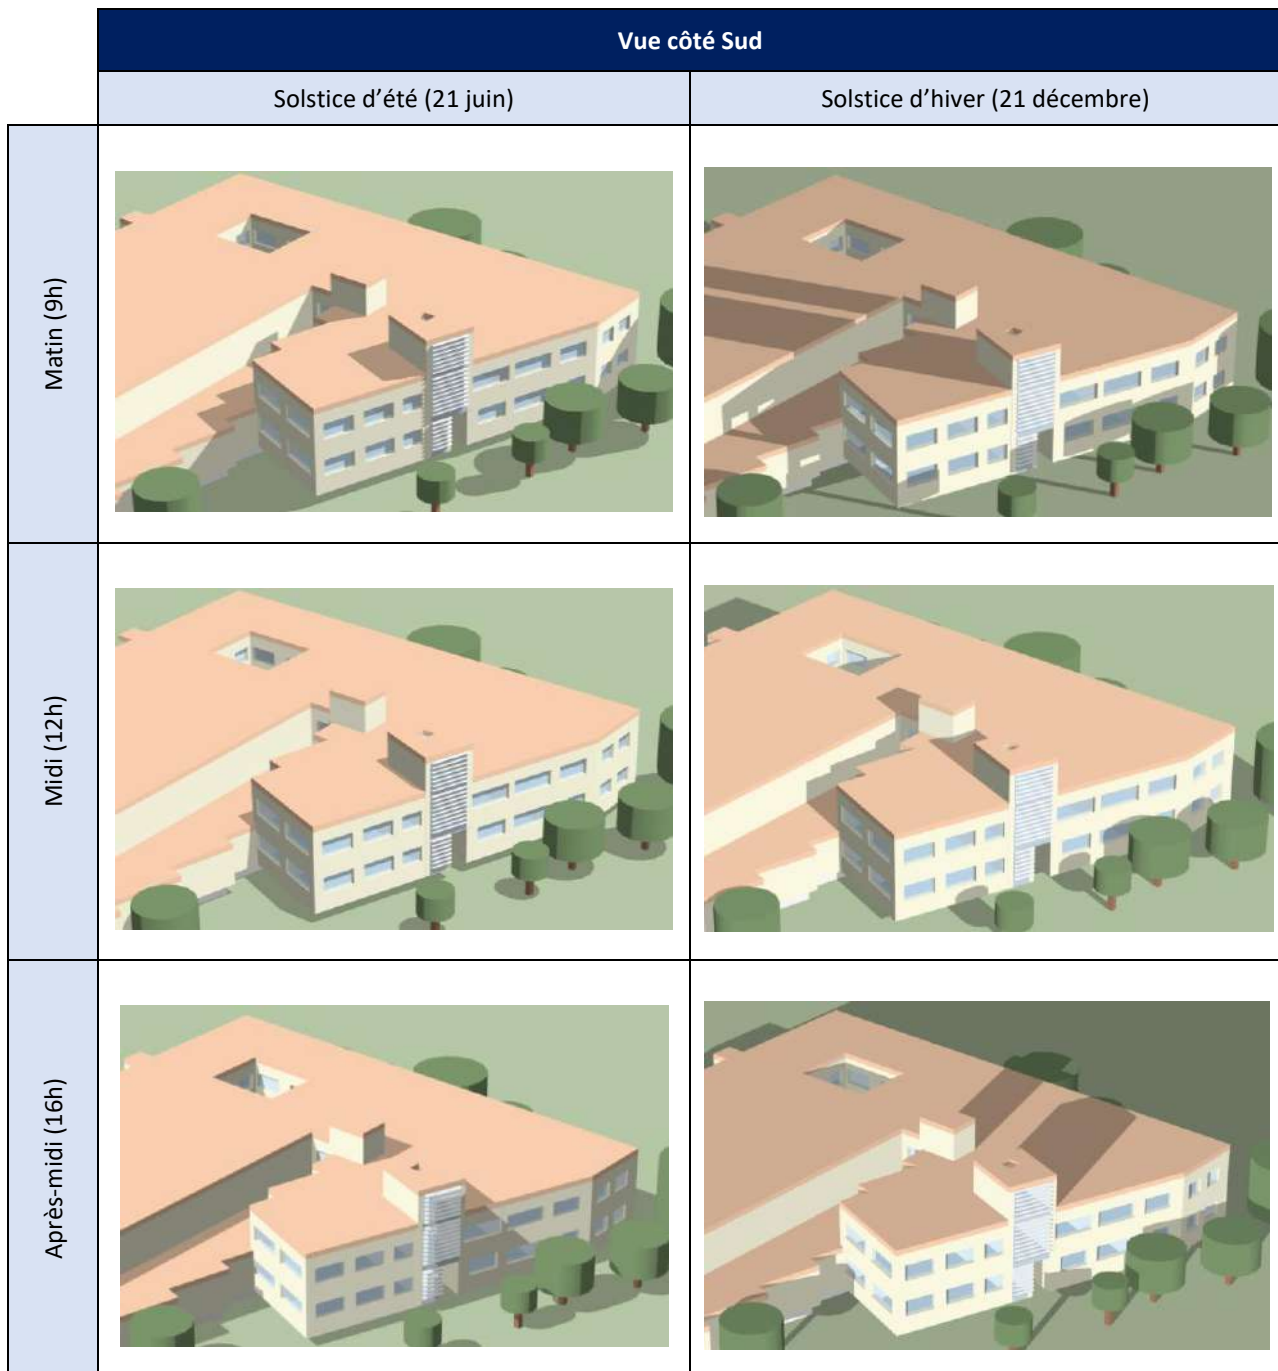 Vue côté Sud
Solstice d’été (21 juin)
Solstice d’hiver (21 décembre)
Matin (9h)
Midi (12h)
Après-midi (16h)